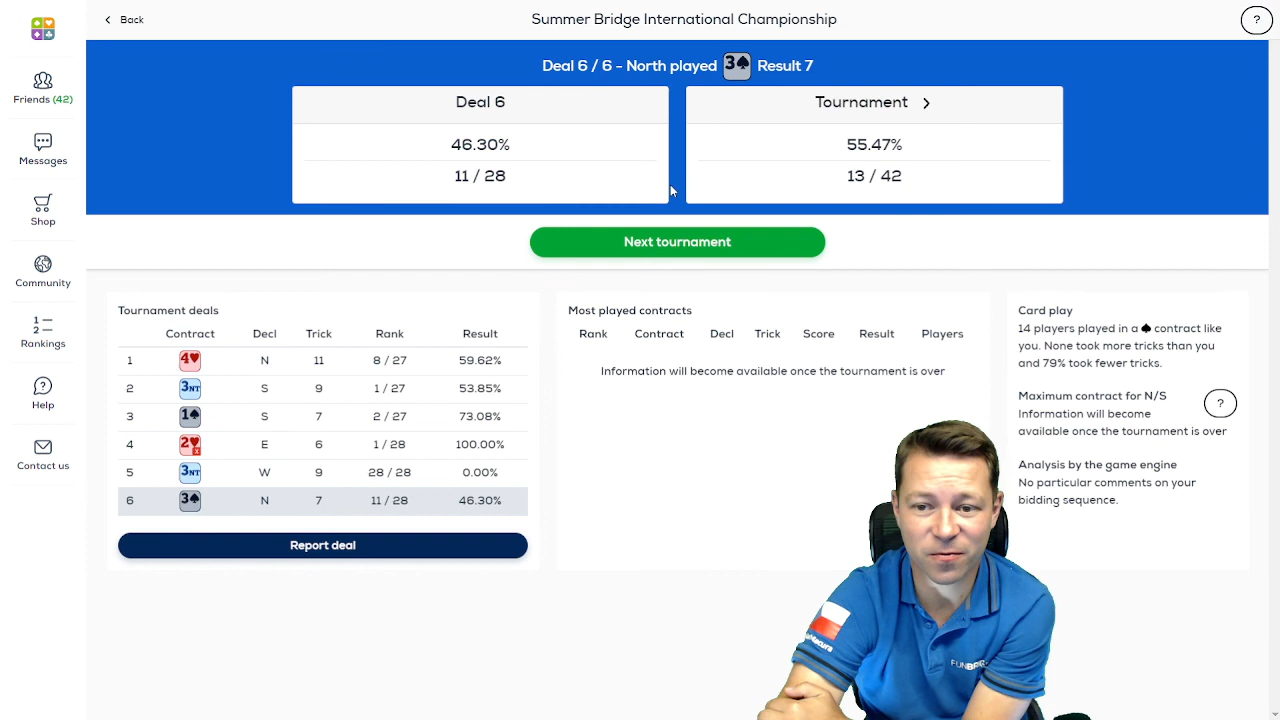 Back
Summer Bridge International Championship
?
Friends (42)
Messages
Shop
Community
1
2
Rankings
Help
Contact us
Deal 6 / 6 - North played 3♠ Result 7
Deal 6
46.30%
11 / 28
Tournament
55.47%
13 / 42
Next tournament
Tournament deals
Contract Decl Trick Rank Result
1 4♥ N 11 8 / 27 59.62%
2 3NT S 9 1 / 27 53.85%
3 1♠ S 7 2 / 27 73.08%
4 2♥ x E 6 1 / 28 100.00%
5 3NT W 9 28 / 28 0.00%
6 3♠ N 7 11 / 28 46.30%
Report deal
Most played contracts
Rank Contract Decl Trick Score Result Players
Information will become available once the tournament is over
Card play
14 players played in a ♠ contract like
you. None took more tricks than you
and 79% took fewer tricks.
Maximum contract for N/S
?
Information will become
available once the tournament is over
Analysis by the game engine
No particular comments on your
bidding sequence.